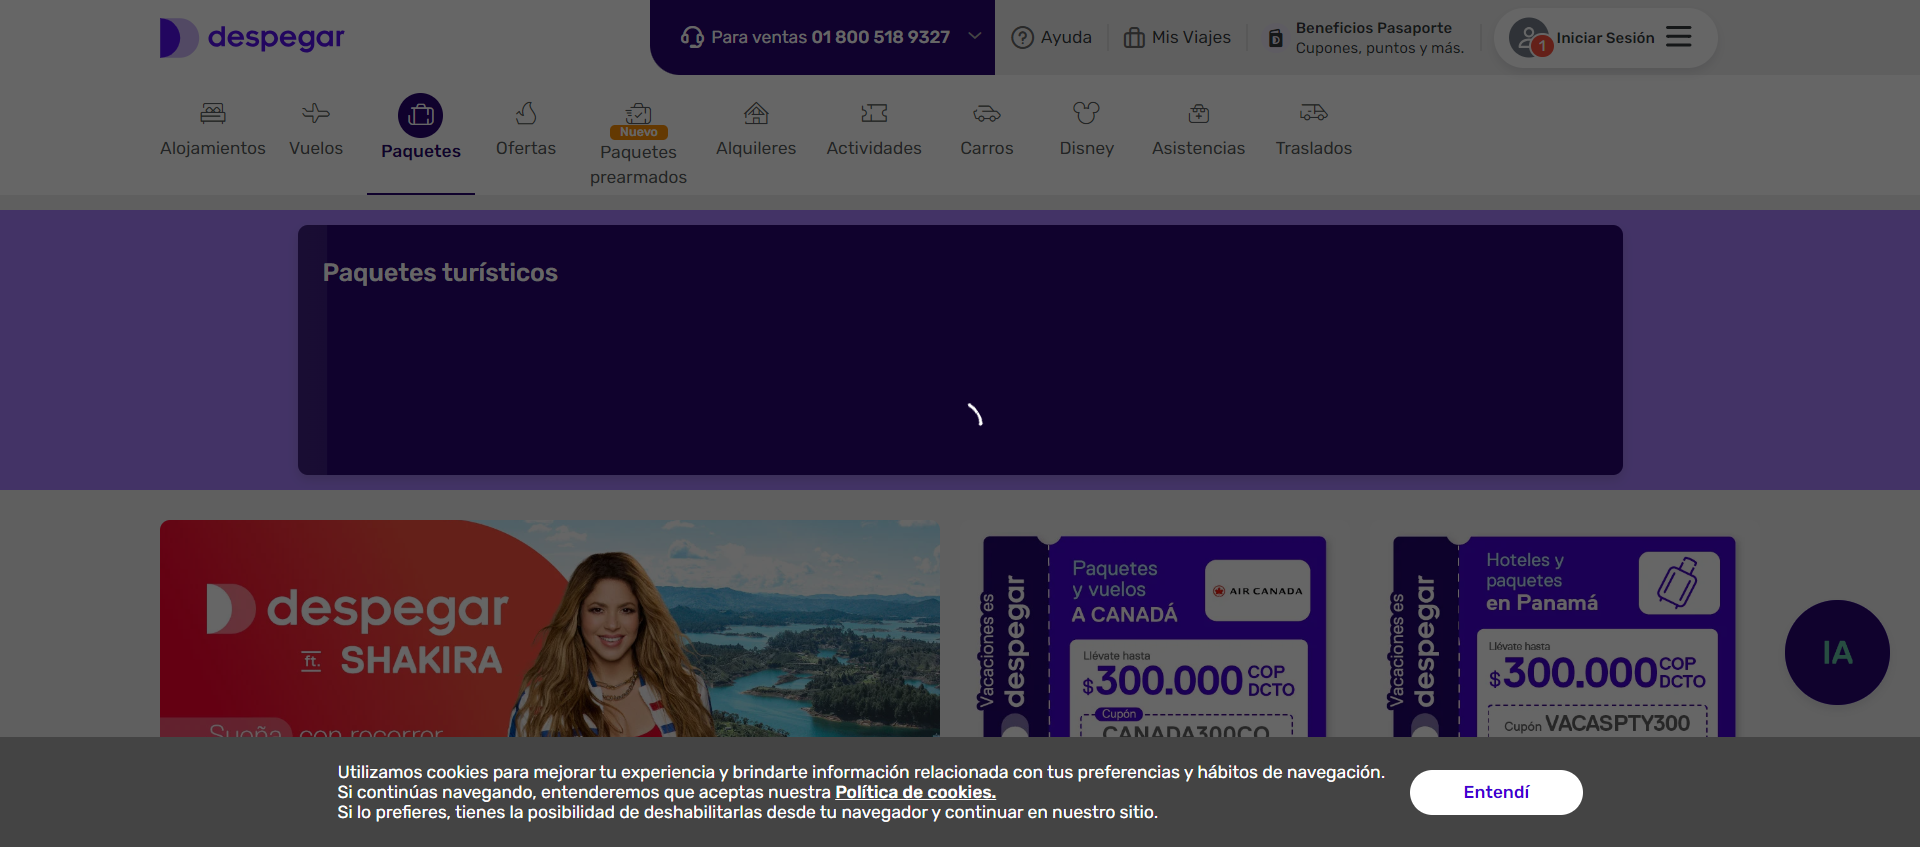 despegar
Para ventas 01 800 518 9327
Ayuda
Mis Viajes
Beneficios Pasaporte
Cupones, puntos y más.
1
Iniciar Sesión
Alojamientos
Vuelos
Paquetes
Ofertas
Nuevo
Paquetes
prearmados
Alquileres
Actividades
Carros
Disney
Asistencias
Traslados
Paquetes turísticos
despegar
ft. SHAKIRA
Sueña con recorrer
Vacaciones es
despegar
Paquetes
y vuelos
A CANADÁ
AIR CANADA
Llévate hasta
$300.000 COP
DCTO
Cupón
CANADA300CO
Vacaciones es
despegar
Hoteles y
paquetes
en Panamá
Llévate hasta
$300.000 COP
DCTO
Cupón VACASPTY300
IA
Utilizamos cookies para mejorar tu experiencia y brindarte información relacionada con tus preferencias y hábitos de navegación.
Si continúas navegando, entenderemos que aceptas nuestra Política de cookies.
Si lo prefieres, tienes la posibilidad de deshabilitarlas desde tu navegador y continuar en nuestro sitio.
Entendí